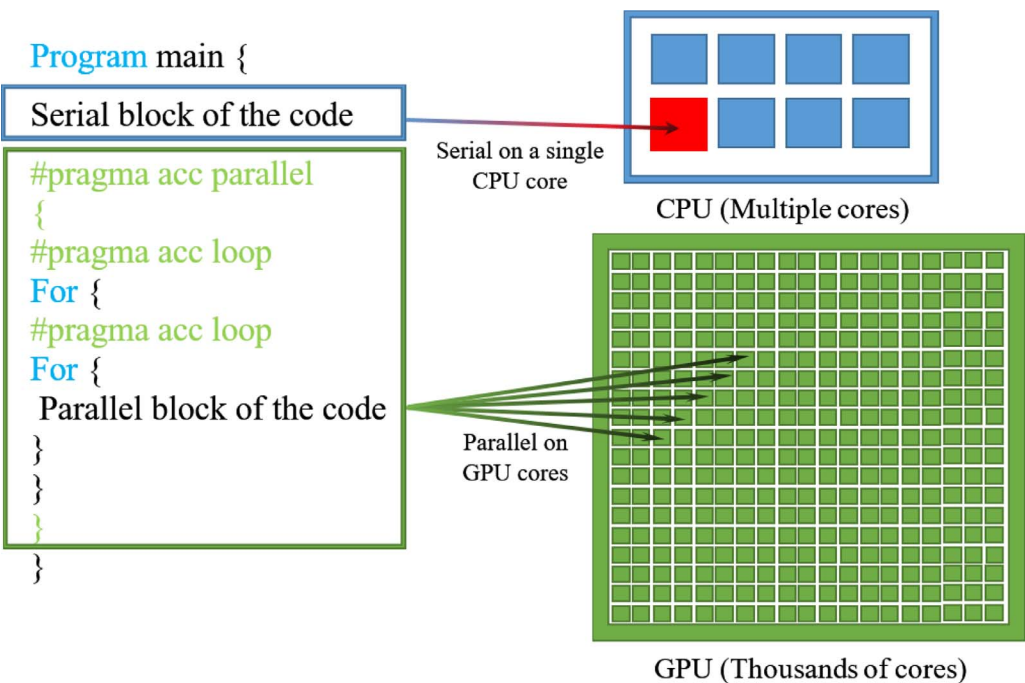 Program main {
Serial block of the code
#pragma acc parallel
{
#pragma acc loop
For {
#pragma acc loop
For {
Parallel block of the code
}
}
}
}
Serial on a single
CPU core
CPU (Multiple cores)
Parallel on
GPU cores
GPU (Thousands of cores)